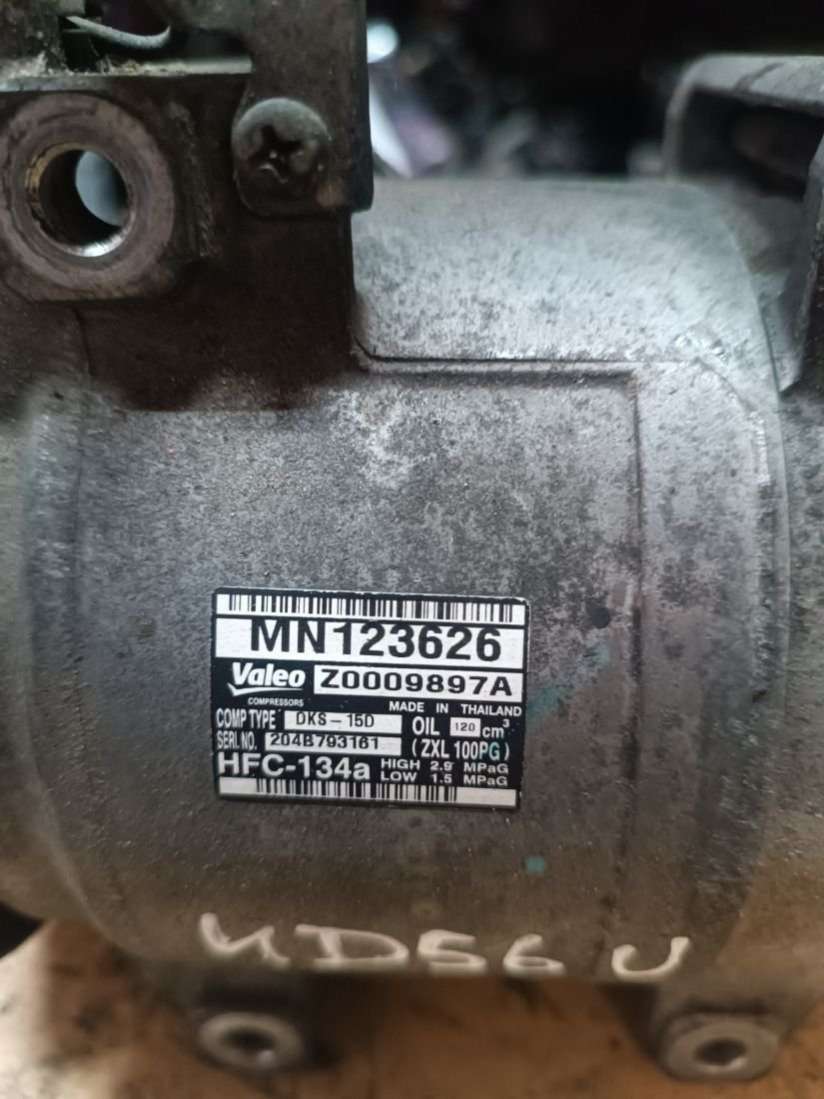 MN123626
Valeo Z0009897A
COMPRESSORS MADE IN THAILAND
COMP TYPE DKS-15D OIL 120 cm³
SERI.NO. 204B793161 (ZXL 100PG)
HFC-134a HIGH 2.9 MPaG
LOW 1.5 MPaG
UD56 U